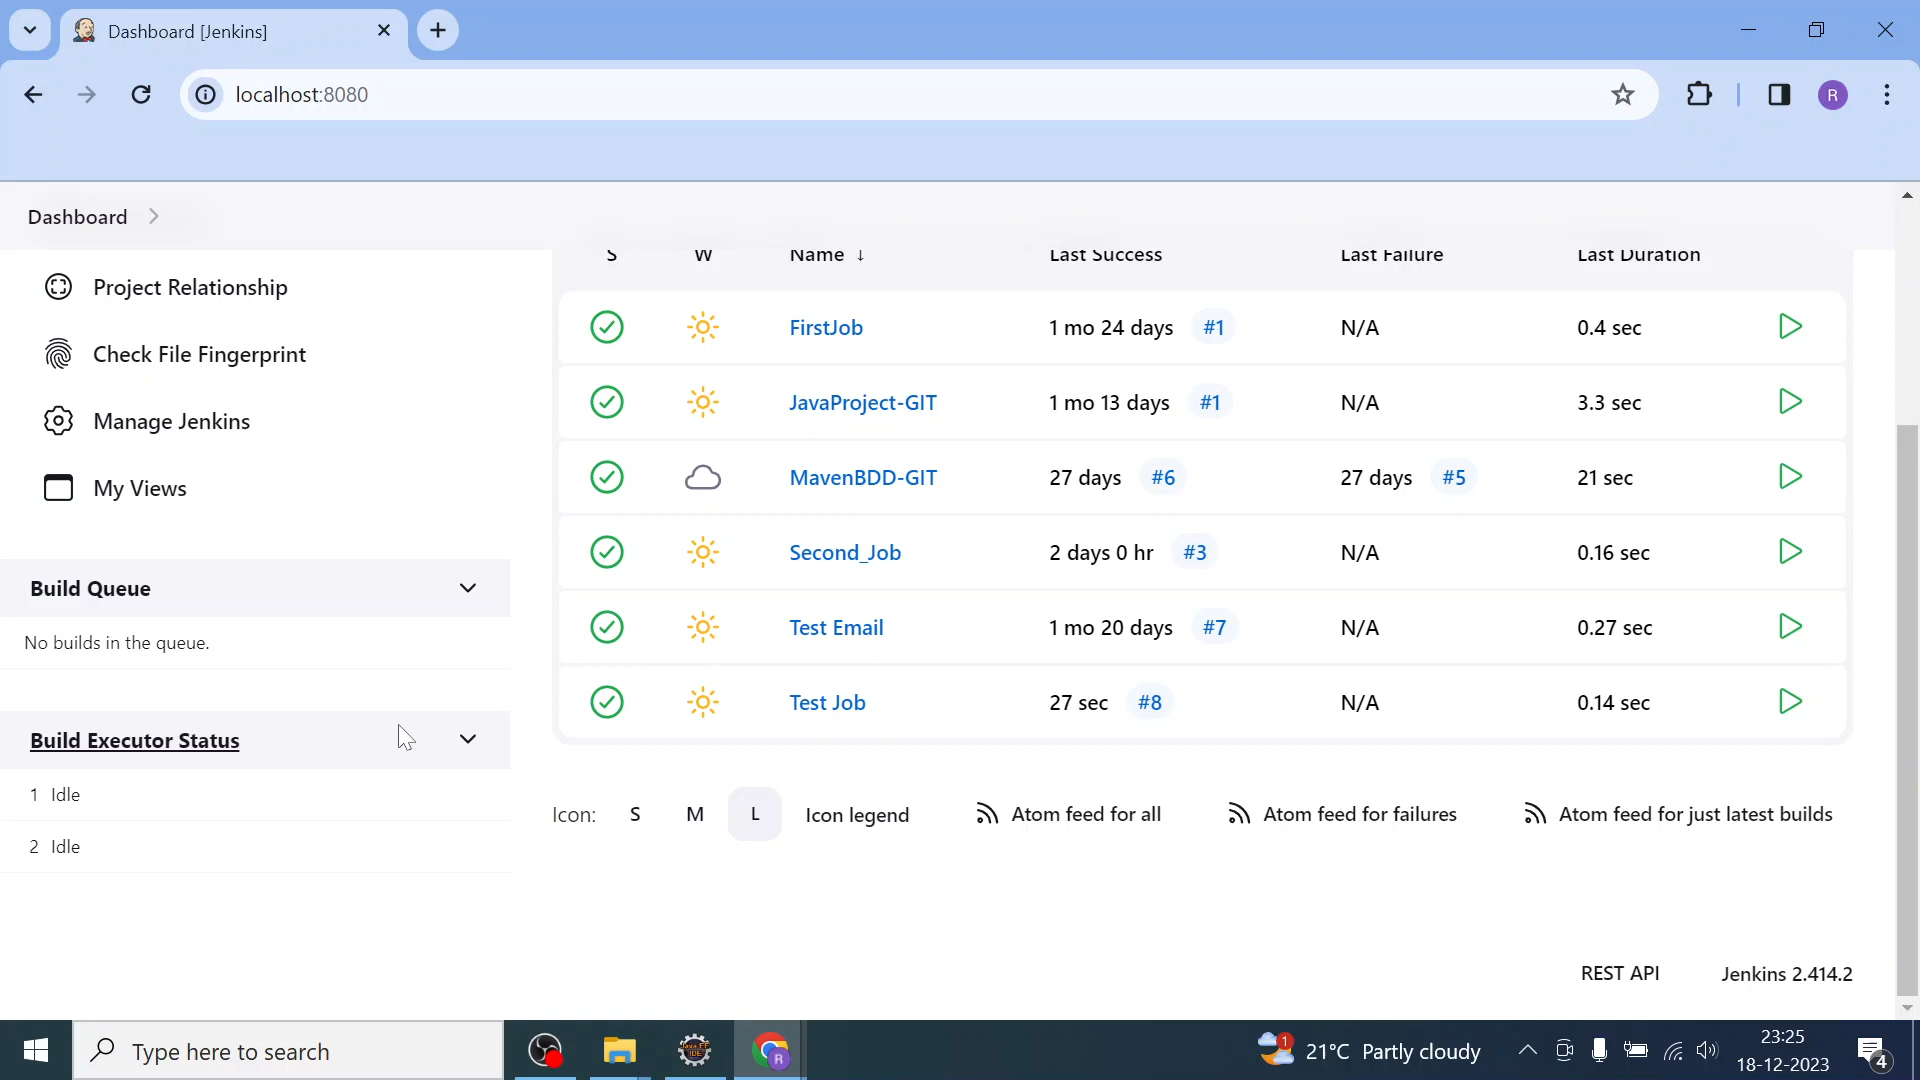 Dashboard [Jenkins]
localhost:8080
R
Dashboard
S W Name ↓ Last Success Last Failure Last Duration
Project Relationship
Check File Fingerprint
Manage Jenkins
My Views
FirstJob 1 mo 24 days #1 N/A 0.4 sec
JavaProject-GIT 1 mo 13 days #1 N/A 3.3 sec
MavenBDD-GIT 27 days #6 27 days #5 21 sec
Second_Job 2 days 0 hr #3 N/A 0.16 sec
Test Email 1 mo 20 days #7 N/A 0.27 sec
Test Job 27 sec #8 N/A 0.14 sec
Build Queue
No builds in the queue.
Build Executor Status
1 Idle
2 Idle
Icon: S M L Icon legend Atom feed for all Atom feed for failures Atom feed for just latest builds
REST API Jenkins 2.414.2
Type here to search
Java EE
IDE
R
1
21°C Partly cloudy
23:25
18-12-2023
4